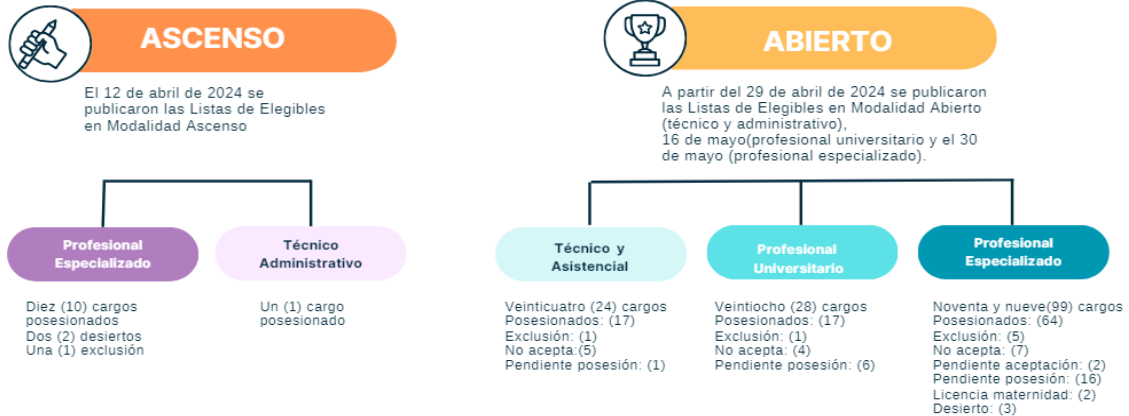 ASCENSO
El 12 de abril de 2024 se
publicaron las Listas de Elegibles
en Modalidad Ascenso
Profesional
Especializado
Diez (10) cargos
posesionados
Dos (2) desiertos
Una (1) exclusión
Técnico
Administrativo
Un (1) cargo
posesionado
ABIERTO
A partir del 29 de abril de 2024 se publicaron
las Listas de Elegibles en Modalidad Abierto
(técnico y administrativo),
16 de mayo(profesional universitario y el 30
de mayo (profesional especializado).
Técnico y
Asistencial
Veinticuatro (24) cargos
Posesionados: (17)
Exclusión: (1)
No acepta:(5)
Pendiente posesión: (1)
Profesional
Universitario
Veintiocho (28) cargos
Posesionados: (17)
Exclusión: (1)
No acepta: (4)
Pendiente posesión: (6)
Profesional
Especializado
Noventa y nueve(99) cargos
Posesionados: (64)
Exclusión: (5)
No acepta: (7)
Pendiente aceptación: (2)
Pendiente posesión: (16)
Licencia maternidad: (2)
Desierto: (3)